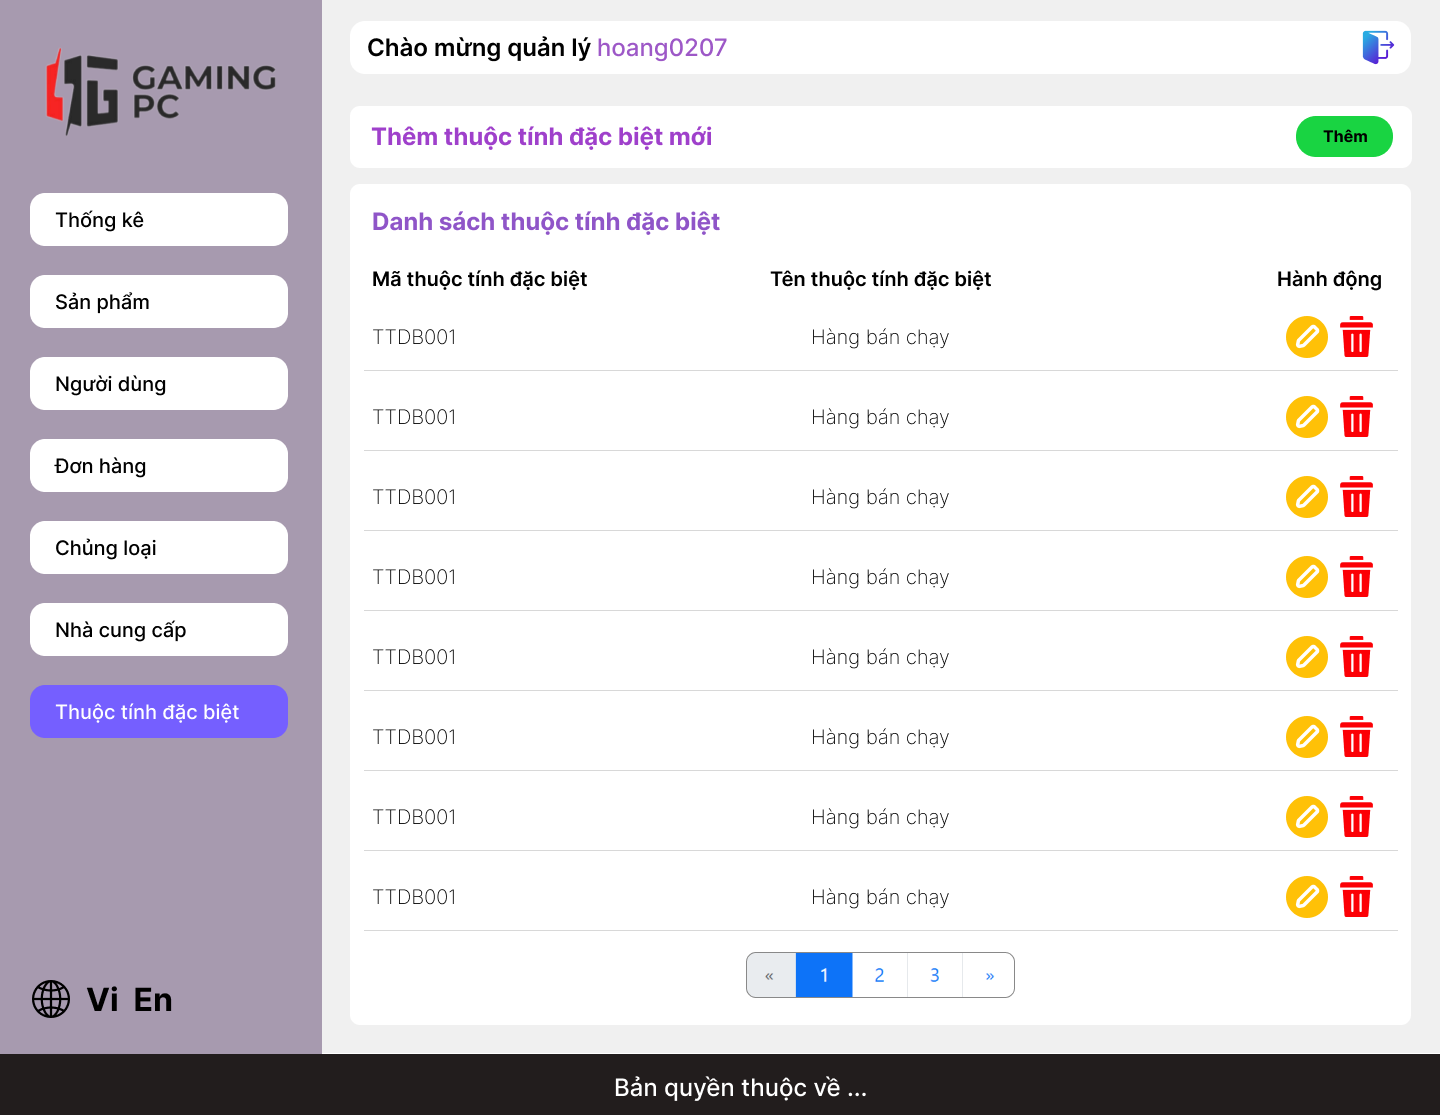 GAMING
PC
Thống kê
Sản phẩm
Người dùng
Đơn hàng
Chủng loại
Nhà cung cấp
Thuộc tính đặc biệt
Vi En
Chào mừng quản lý hoang0207
Thêm thuộc tính đặc biệt mới
Thêm
Danh sách thuộc tính đặc biệt
Mã thuộc tính đặc biệt Tên thuộc tính đặc biệt Hành động
TTDB001 Hàng bán chạy
TTDB001 Hàng bán chạy
TTDB001 Hàng bán chạy
TTDB001 Hàng bán chạy
TTDB001 Hàng bán chạy
TTDB001 Hàng bán chạy
TTDB001 Hàng bán chạy
TTDB001 Hàng bán chạy
« 1 2 3 »
Bản quyền thuộc về ...